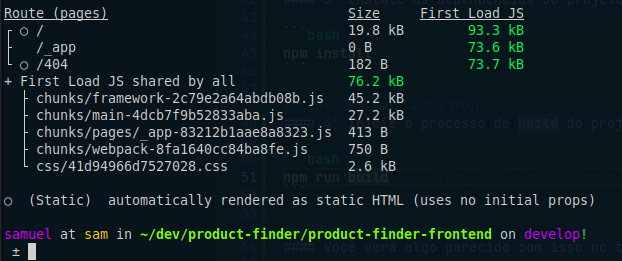 Route (pages) Size First Load JS
┌ ○ / 19.8 kB 93.3 kB
├ /_app 0 B 73.6 kB
└ ○ /404 182 B 73.7 kB
+ First Load JS shared by all 76.2 kB
├ chunks/framework-2c79e2a64abdb08b.js 45.2 kB
├ chunks/main-4dcb7f9b52833aba.js 27.2 kB
├ chunks/pages/_app-83212b1aae8a8323.js 413 B
├ chunks/webpack-8fa1640cc84ba8fe.js 750 B
└ css/41d94966d7527028.css 2.6 kB
○ (Static) automatically rendered as static HTML (uses no initial props)
samuel at sam in ~/dev/product-finder/product-finder-frontend on develop!
±